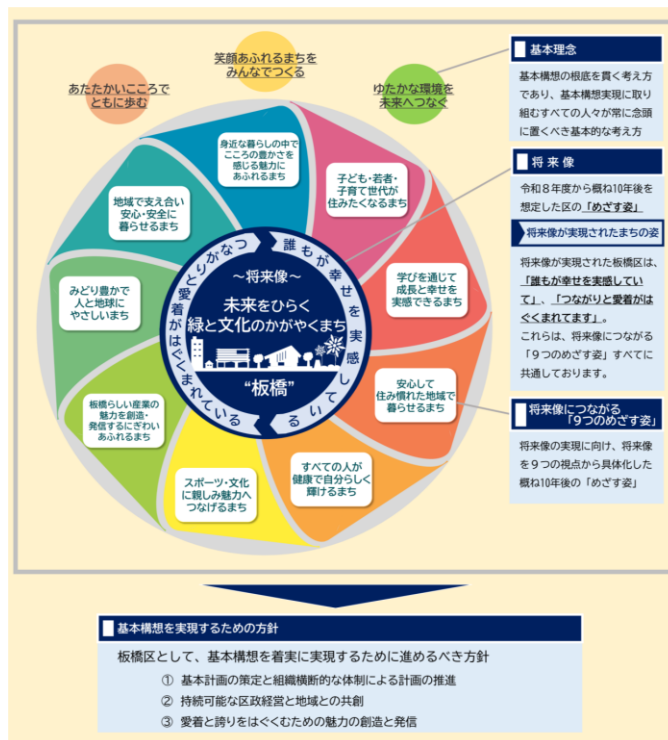 笑顔あふれるまちを
みんなでつくる
あたたかいこころで
ともに歩む
ゆたかな環境を
未来へつなぐ
身近な暮らしの中で
こころの豊かさを
感じる魅力に
あふれるまち
子ども・若者・
子育て世代が
住みたくなるまち
学びを通じて
成長と幸せを
実感できるまち
安心して
住み慣れた地域で
暮らせるまち
すべての人が
健康で自分らしく
輝けるまち
スポーツ・文化
に親しみ魅力へ
つなげるまち
板橋らしい産業の
魅力を創造・
発信するにぎわい
あふれるまち
みどり豊かで
人と地球に
やさしいまち
地域で支え合い
安心・安全に
暮らせるまち
誰もが幸せを実感している
つながりと愛着がはぐくまれている
～将来像～
未来をひらく
緑と文化のかがやくまち
“板橋”
基本理念
基本構想の根底を貫く考え方
であり、基本構想実現に取り
組むすべての人々が常に念頭
に置くべき基本的な考え方
将来像
令和８年度から概ね10年後を
想定した区の「めざす姿」
将来像が実現されたまちの姿
将来像が実現された板橋区は、
「誰もが幸せを実感してい
て」、「つながりと愛着がは
ぐくまれてます」。
これらは、将来像につながる
「９つのめざす姿」すべてに
共通しております。
将来像につながる
「９つのめざす姿」
将来像の実現に向け、将来像
を９つの視点から具体化した
概ね10年後の「めざす姿」
基本構想を実現するための方針
板橋区として、基本構想を着実に実現するために進めるべき方針
① 基本計画の策定と組織横断的な体制による計画の推進
② 持続可能な区政経営と地域との共創
③ 愛着と誇りをはぐくむための魅力の創造と発信